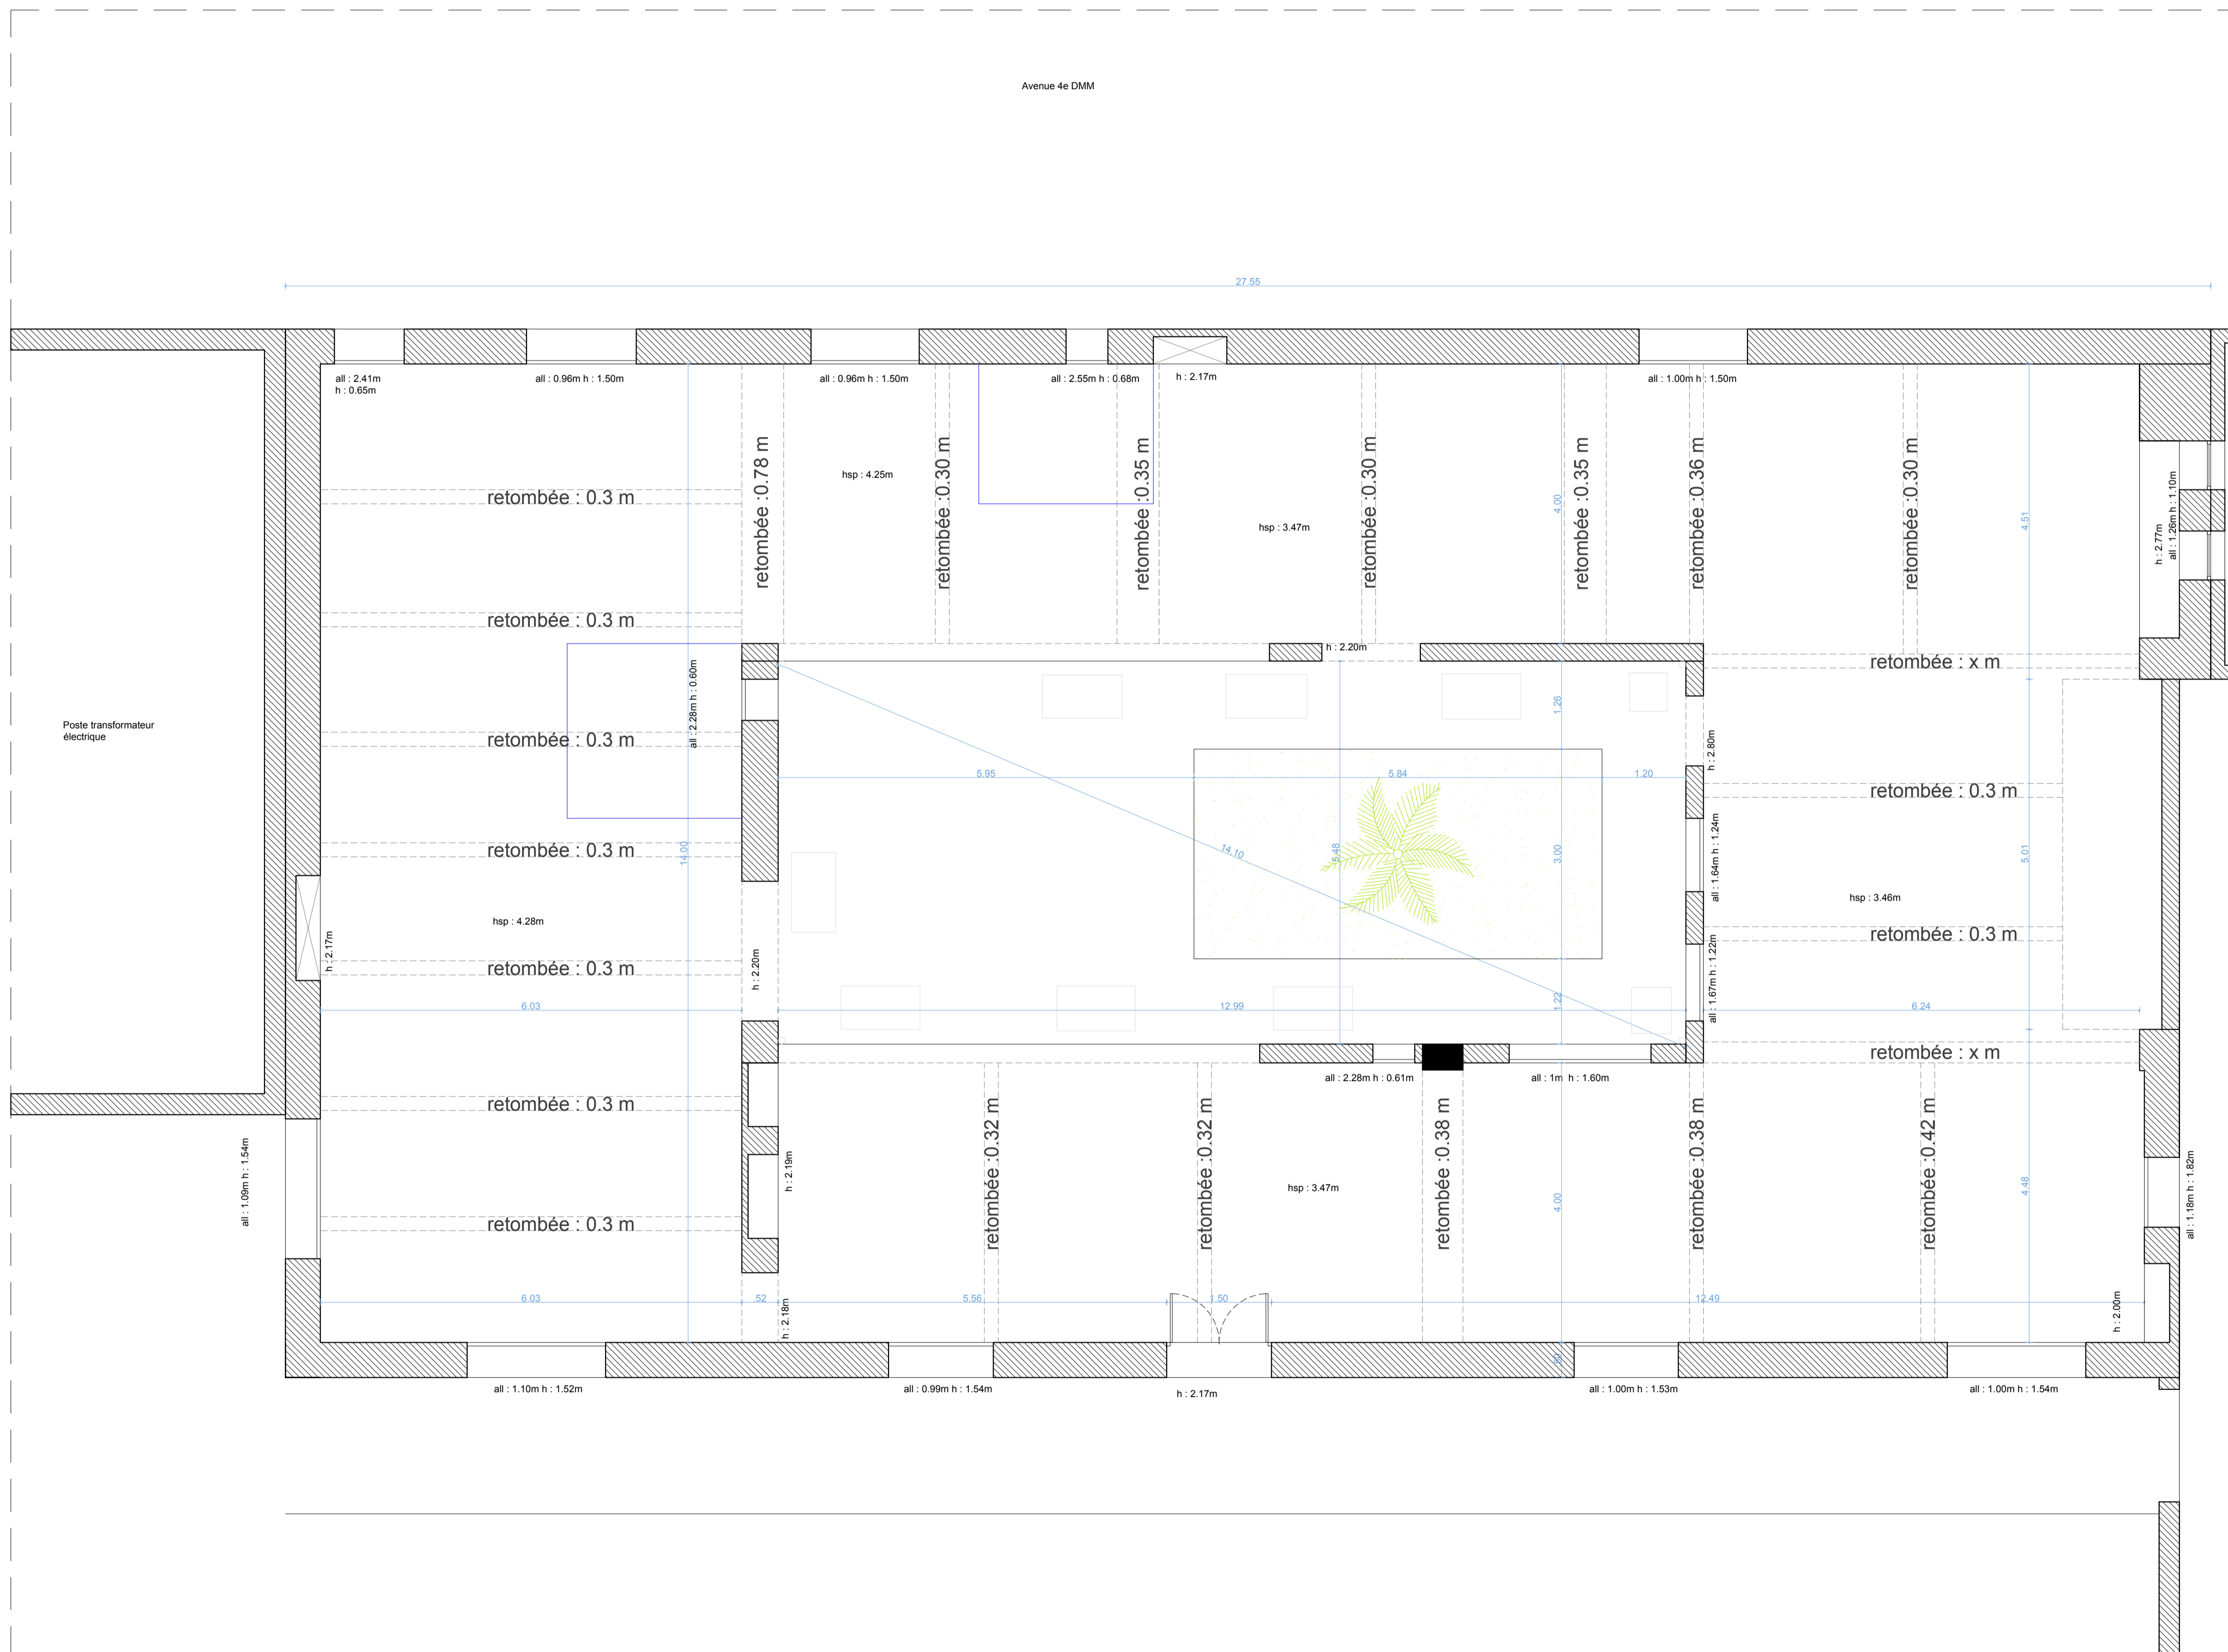 Avenue 4e DMM
27.55
all : 2.41m
h : 0.65m
all : 0.96m h : 1.50m
all : 0.96m h : 1.50m
all : 2.55m h : 0.68m
h : 2.17m
all : 1.00m h : 1.50m
retombée :0.78 m
hsp : 4.25m
retombée :0.30 m
retombée :0.35 m
hsp : 3.47m
retombée :0.30 m
4.00
retombée :0.35 m
retombée :0.36 m
retombée :0.30 m
4.51
h : 2.77m
all : 1.26m h : 1.10m
retombée : 0.3 m
retombée : 0.3 m
h : 2.20m
retombée : x m
all : 2.28m h : 0.60m
1.26
Poste transformateur
électrique
retombée : 0.3 m
h : 2.80m
5.95
5.84
1.20
retombée : 0.3 m
retombée : 0.3 m
14.00
14.10
5.48
3.00
all : 1.64m h : 1.24m
5.01
hsp : 3.46m
hsp : 4.28m
h : 2.17m
retombée : 0.3 m
retombée : 0.3 m
h : 2.20m
all : 1.67m h : 1.22m
6.03
12.99
1.22
6.24
retombée : x m
all : 2.28m h : 0.61m
all : 1m h : 1.60m
retombée : 0.3 m
all : 1.09m h : 1.54m
h : 2.19m
retombée :0.32 m
retombée :0.32 m
hsp : 3.47m
retombée :0.38 m
4.00
retombée :0.38 m
retombée :0.42 m
4.48
all : 1.18m h : 1.82m
retombée : 0.3 m
6.03
.52
h : 2.18m
5.56
1.50
12.49
h : 2.00m
.50
all : 1.10m h : 1.52m
all : 0.99m h : 1.54m
h : 2.17m
all : 1.00m h : 1.53m
all : 1.00m h : 1.54m